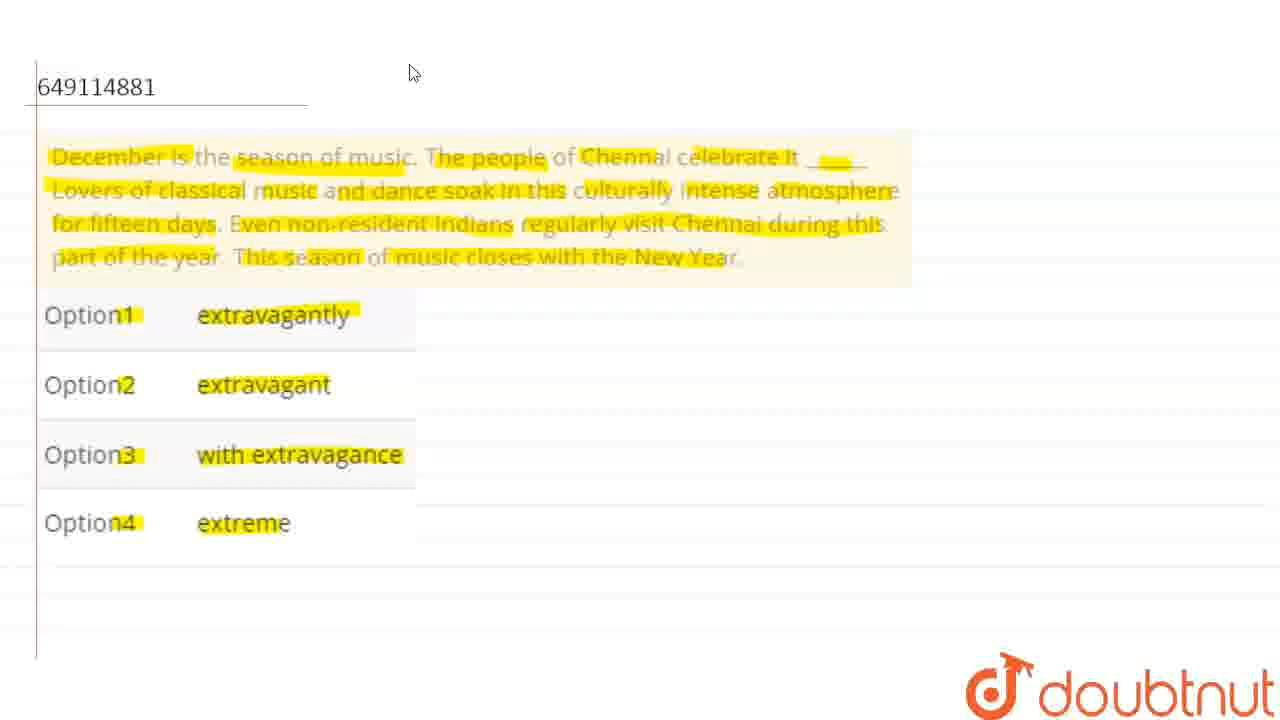 649114881
December is the season of music. The people of Chennai celebrate it _____
Lovers of classical music and dance soak in this culturally intense atmosphere
for fifteen days. Even non-resident Indians regularly visit Chennai during this
part of the year. This season of music closes with the New Year.
Option1 extravagantly
Option2 extravagant
Option3 with extravagance
Option4 extreme
doubtnut